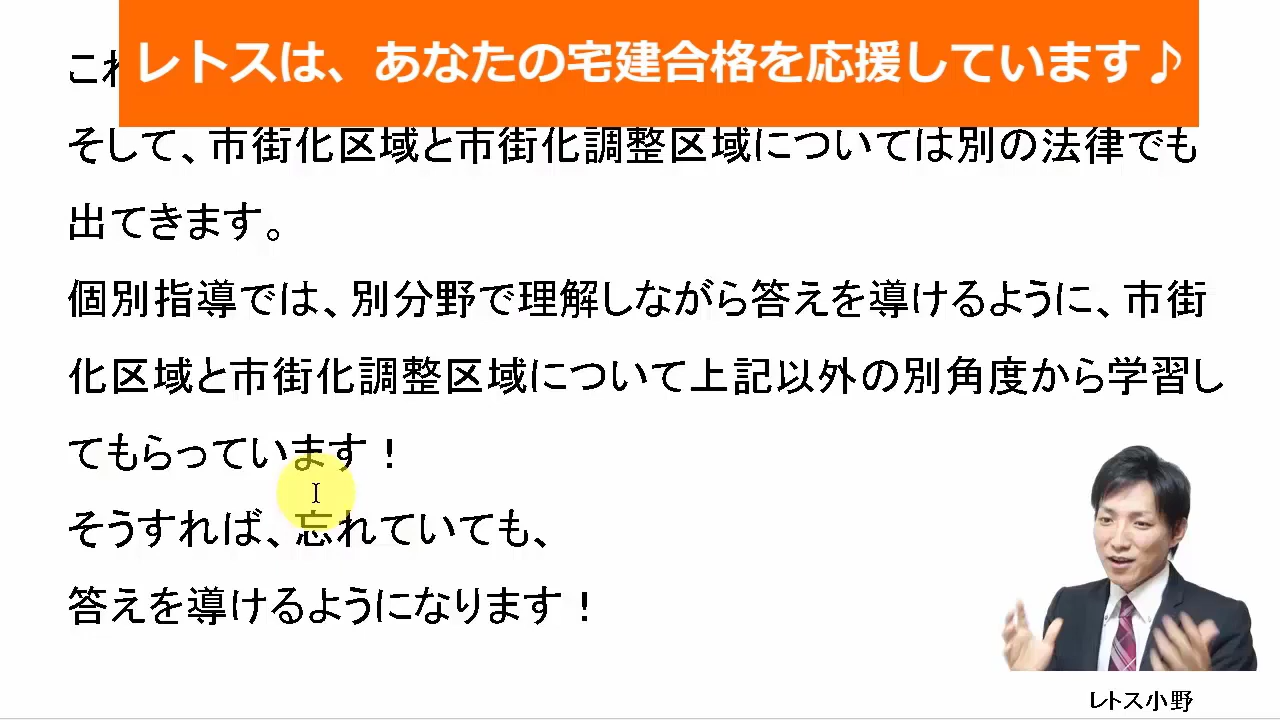 レトスは、あなたの宅建合格を応援しています♪
これ
そして、市街化区域と市街化調整区域については別の法律でも
出てきます。
個別指導では、別分野で理解しながら答えを導けるように、市街
化区域と市街化調整区域について上記以外の別角度から学習し
てもらっています！
そうすれば、忘れていても、
答えを導けるようになります！
レトス小野